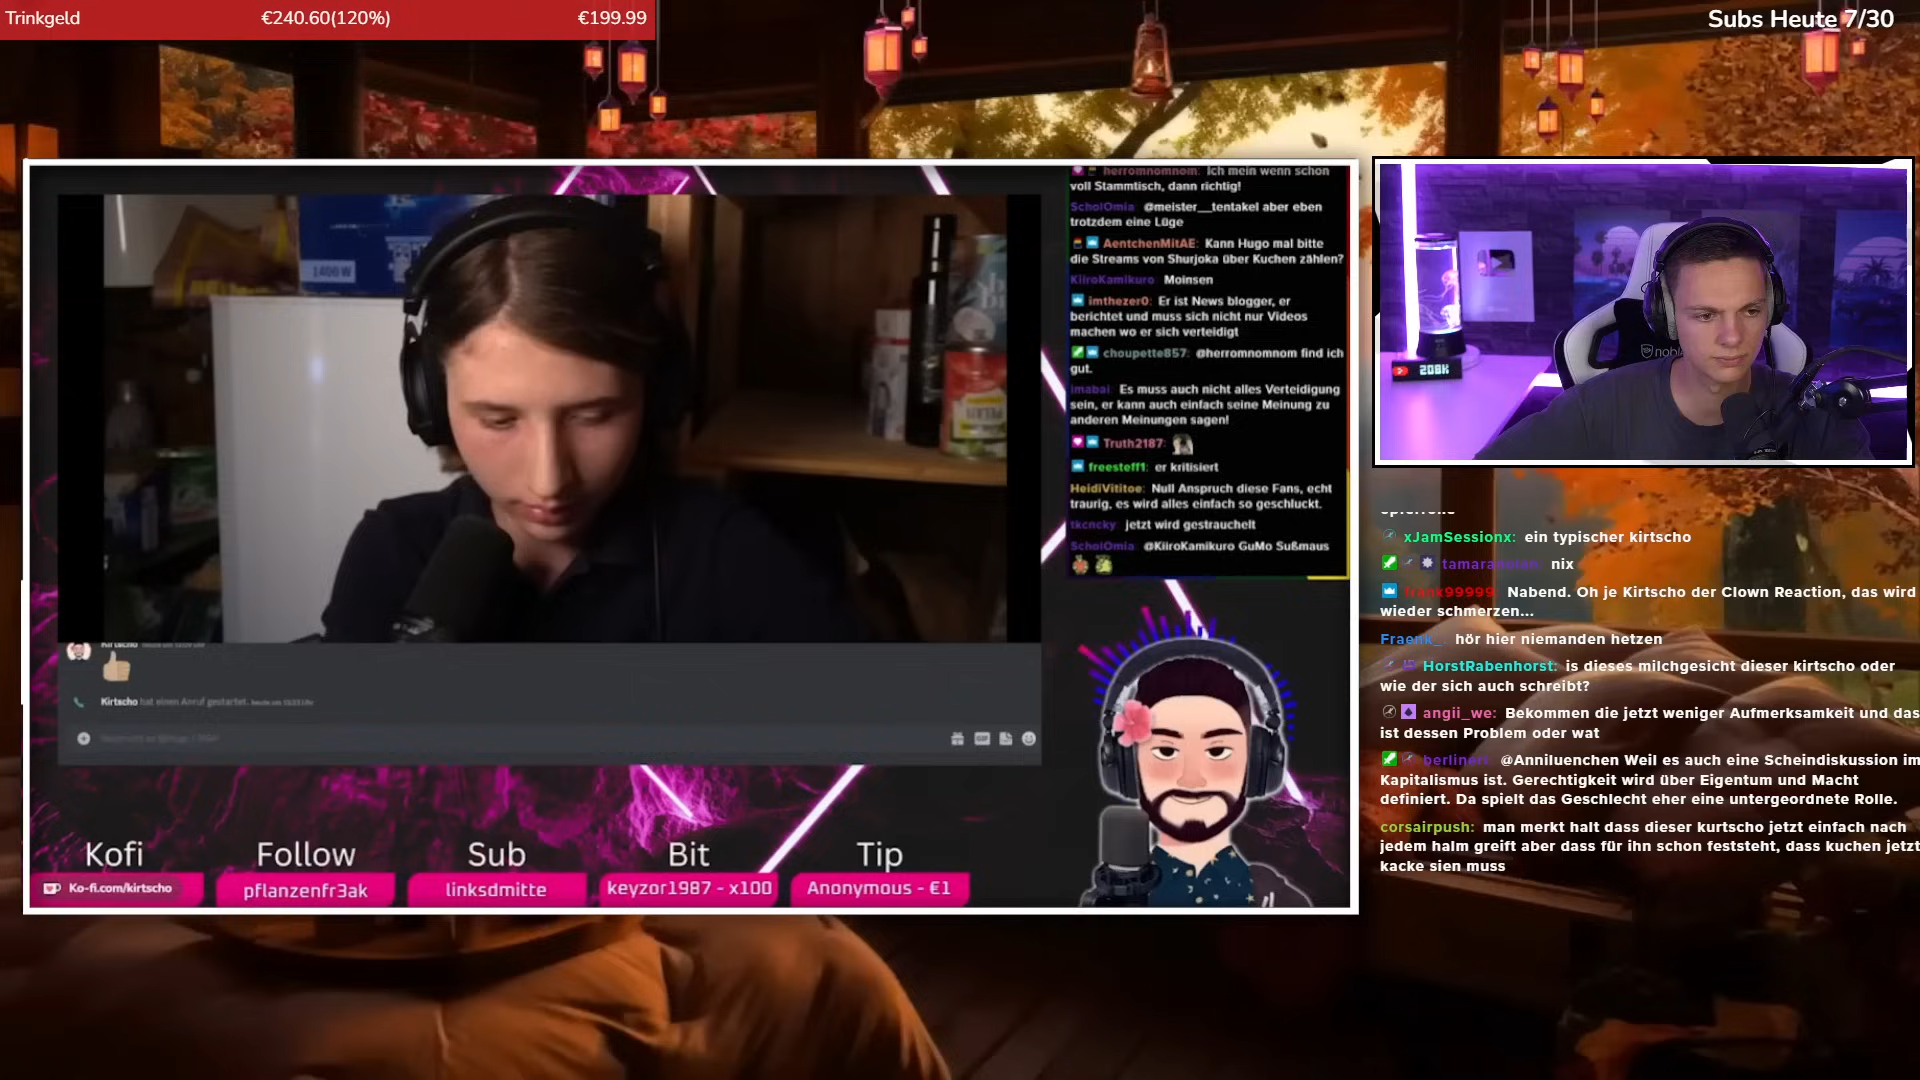 Trinkgeld €240.60(120%) €199.99
Subs Heute 7/30
1400 W
herromnomnom: Ich mein wenn schon
voll Stammtisch, dann richtig!
ScholOmia @meister__tentakel aber eben
trotzdem eine Lüge
AentchenMitAE: Kann Hugo mal bitte
die Streams von Shurjoka über Kuchen zählen?
KiiroKamikuro Moinsen
imthezer0: Er ist News blogger, er
berichtet und muss sich nicht nur Videos
machen wo er sich verteidigt
choupette857: @herromnomnom find ich
gut.
imabai Es muss auch nicht alles Verteidigung
sein, er kann auch einfach seine Meinung zu
anderen Meinungen sagen!
Truth2187:
freesteff1: er kritisiert
HeidiVititoe: Null Anspruch diese Fans, echt
traurig, es wird alles einfach so geschluckt.
tkcncky jetzt wird gestrauchelt
ScholOmia @KiiroKamikuro GuMo Sußmaus
Kirtscho
Kirtscho hat einen Anruf gestartet.
GIF
Kofi
Ko-fi.com/kirtscho
Follow
pflanzenfr3ak
Sub
linksdmitte
Bit
keyzor1987 - x100
Tip
Anonymous - €1
noble
208K
xJamSessionx: ein typischer kirtscho
nix
frank99999 Nabend. Oh je Kirtscho der Clown Reaction, das wird
wieder schmerzen...
Fraenk_: hör hier niemanden hetzen
HorstRabenhorst: is dieses milchgesicht dieser kirtscho oder
wie der sich auch schreibt?
angii_we: Bekommen die jetzt weniger Aufmerksamkeit und das
ist dessen Problem oder wat
@Anniluenchen Weil es auch eine Scheindiskussion im
Kapitalismus ist. Gerechtigkeit wird über Eigentum und Macht
definiert. Da spielt das Geschlecht eher eine untergeordnete Rolle.
corsairpush: man merkt halt dass dieser kurtscho jetzt einfach nach
jedem halm greift aber dass für ihn schon feststeht, dass kuchen jetzt
kacke sien muss